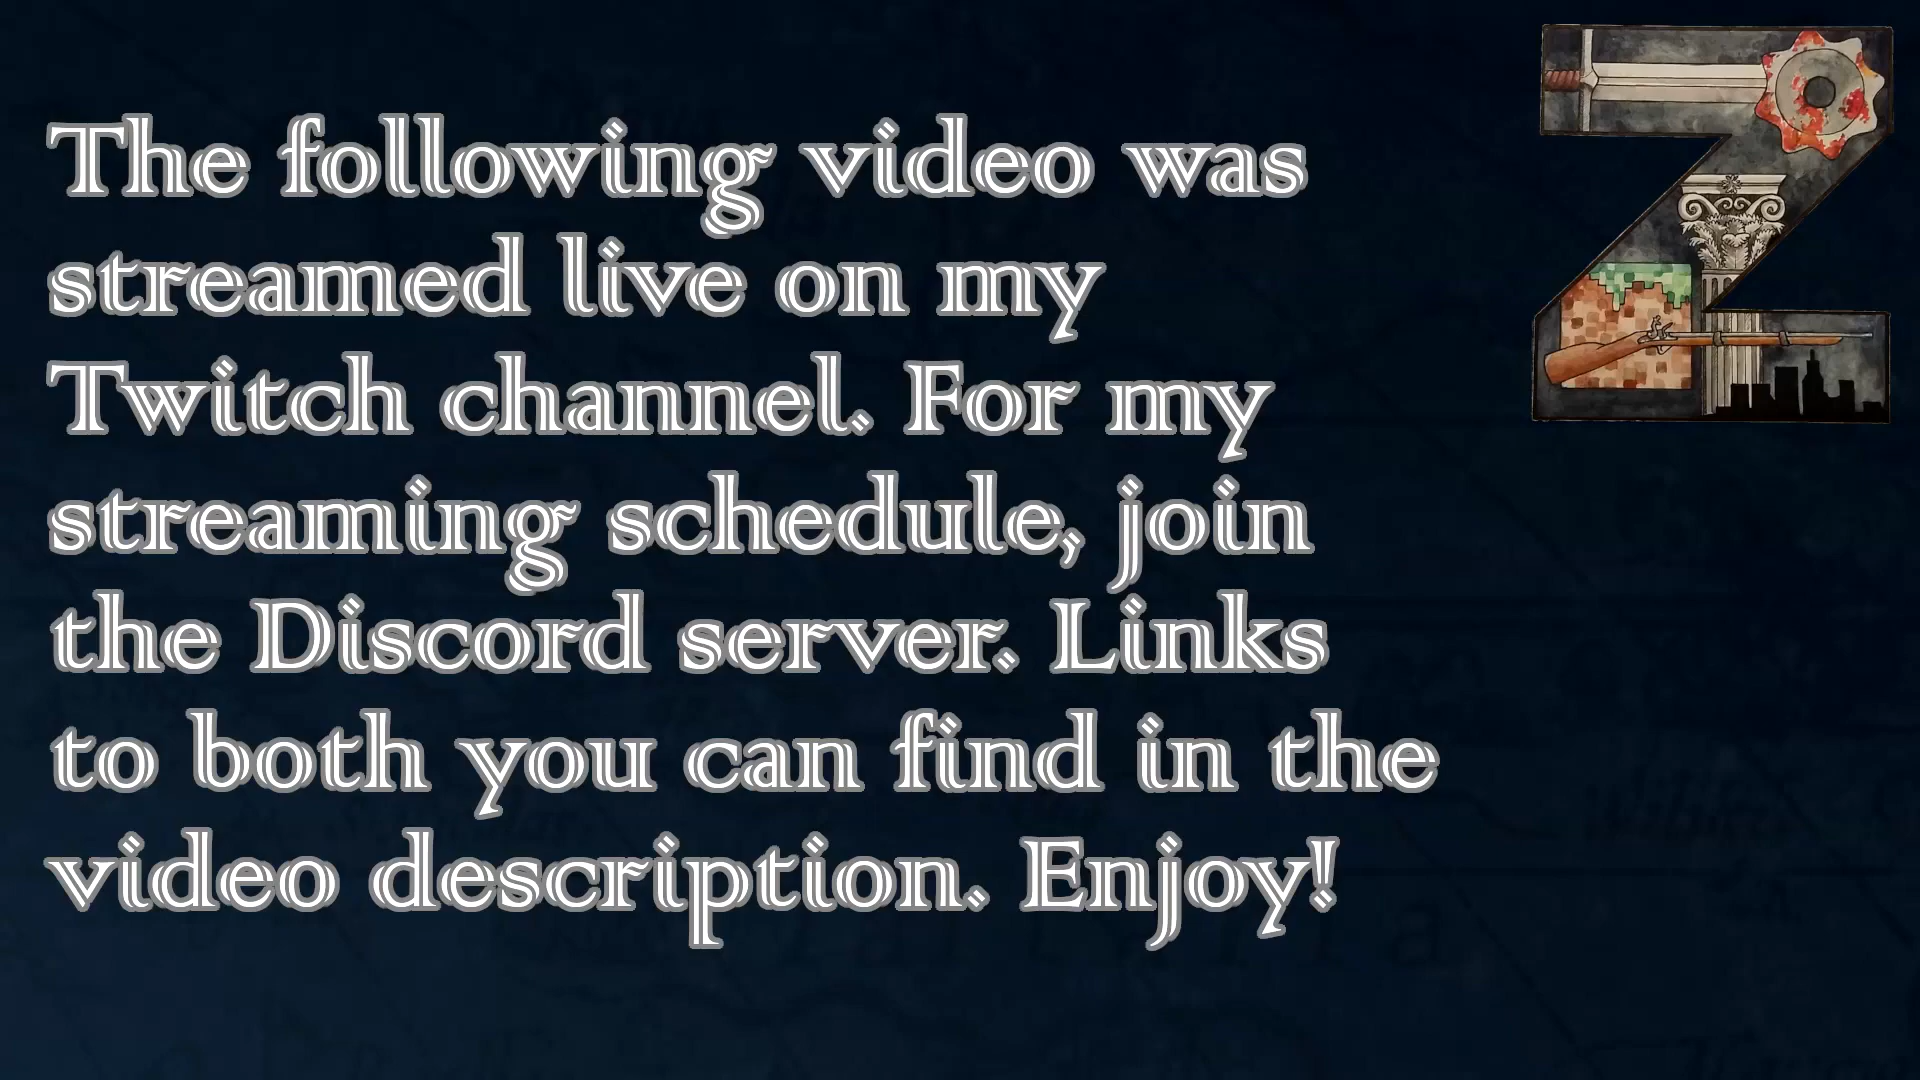 The following video was
streamed live on my
Twitch channel. For my
streaming schedule, join
the Discord server. Links
to both you can find in the
video description. Enjoy!